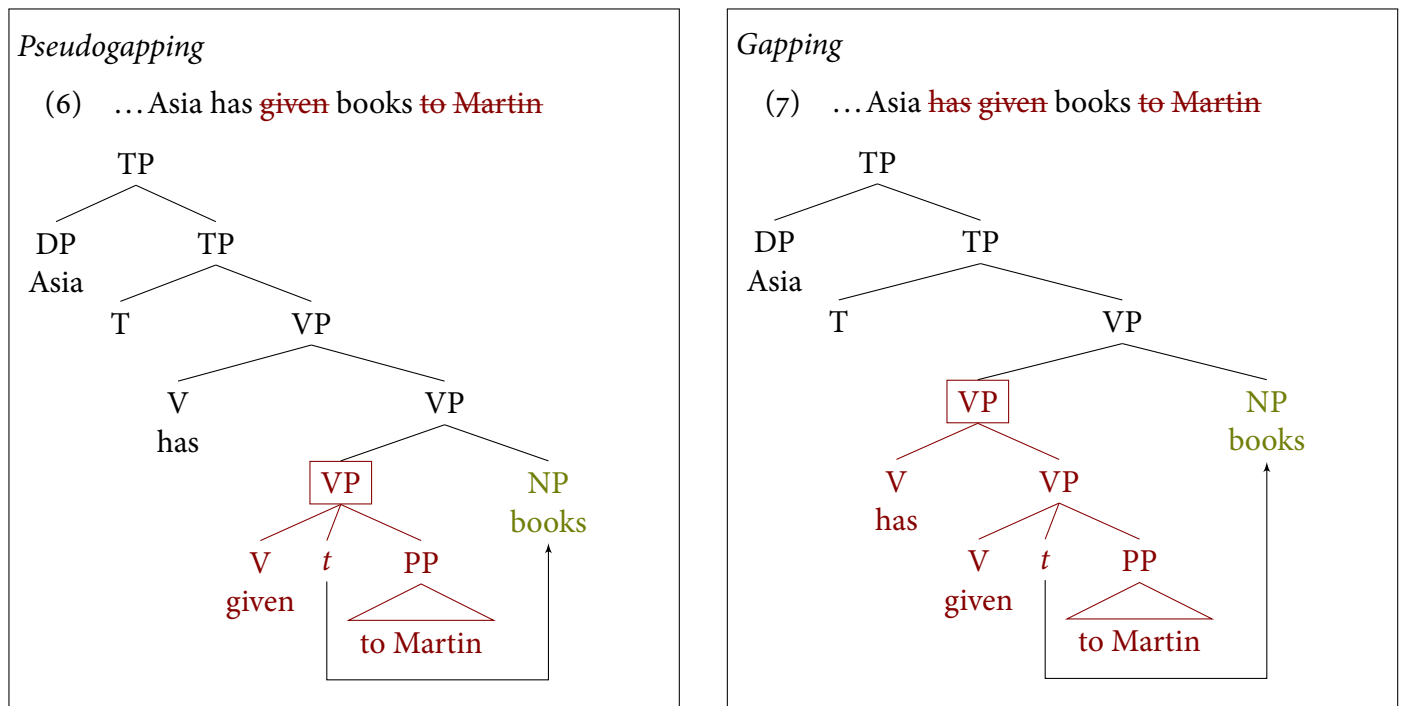 Pseudogapping
(6) …Asia has given books to Martin
TP
DP TP
Asia
T VP
V VP
has
VP NP
books
V t PP
given
to Martin
Gapping
(7) …Asia has given books to Martin
TP
DP TP
Asia
T VP
VP NP
books
V VP
has
V t PP
given
to Martin